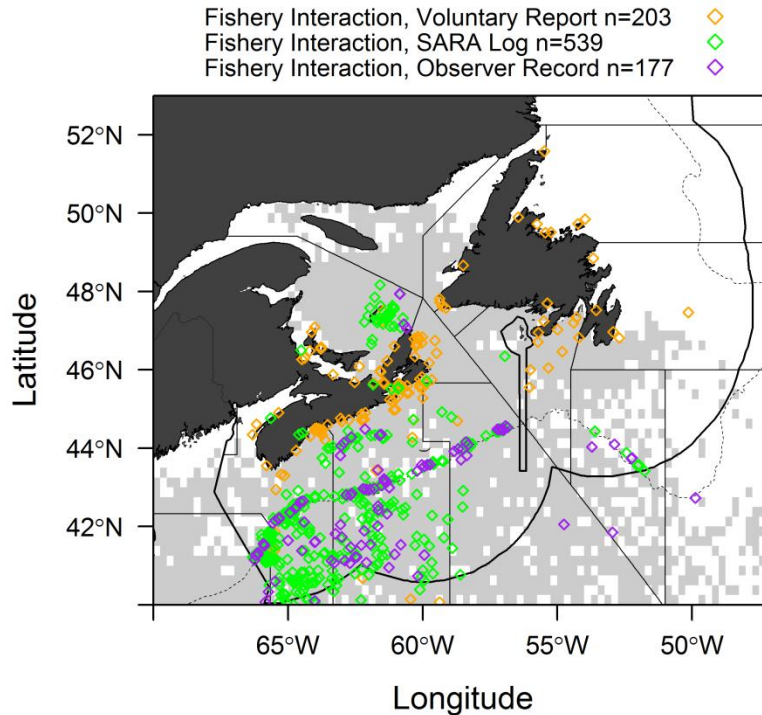 Fishery Interaction, Voluntary Report n=203
Fishery Interaction, SARA Log n=539
Fishery Interaction, Observer Record n=177
52°N
50°N
48°N
46°N
44°N
42°N
Latitude
65°W
60°W
55°W
50°W
Longitude